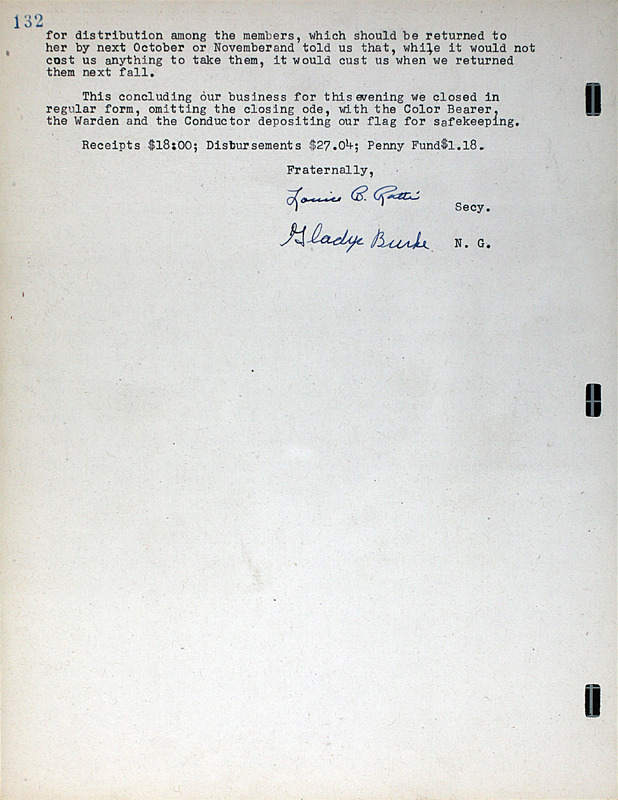 132
for distribution among the members, which should be returned to
her by next October or Novemberand told us that, while it would not
cost us anything to take them, it would cust us when we returned
them next fall.
This concluding our business for this evening we closed in
regular form, omitting the closing ode, with the Color Bearer,
the Warden and the Conductor depositing our flag for safekeeping.
Receipts $18:00; Disbursements $27.04; Penny Fund$1.18.
Fraternally,
Louise B. Secy.
Gladys Burke N. G.